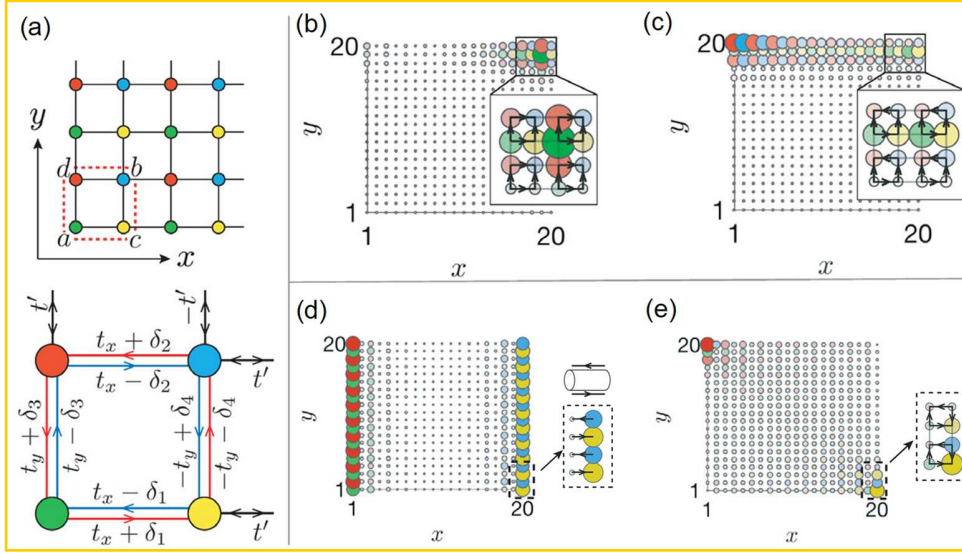 (a)
y
d
b
a
c
x
t′
−t′
t_x + δ_2
t_x − δ_2
t′
t_y + δ_3
t_y − δ_3
−t_y + δ_4
−t_y − δ_4
t_x − δ_1
t_x + δ_1
t′
(b)
20
y
1
1
20
x
(c)
20
y
1
1
20
x
(d)
20
y
1
1
20
x
(e)
20
y
1
1
20
x